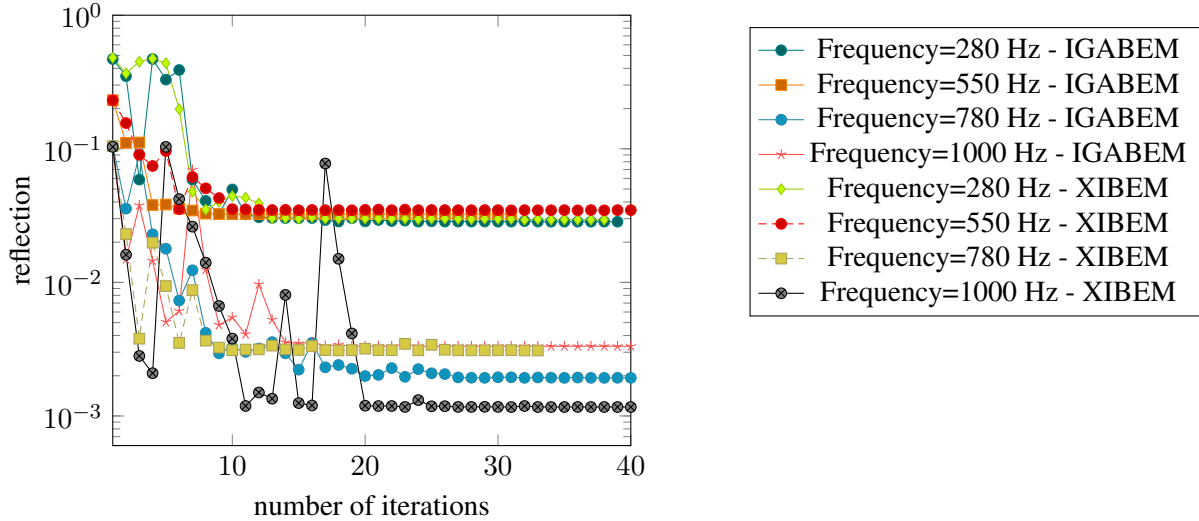 10^0
10^−1
10^−2
10^−3
reflection
10
20
30
40
number of iterations
Frequency=280 Hz - IGABEM
Frequency=550 Hz - IGABEM
Frequency=780 Hz - IGABEM
Frequency=1000 Hz - IGABEM
Frequency=280 Hz - XIBEM
Frequency=550 Hz - XIBEM
Frequency=780 Hz - XIBEM
Frequency=1000 Hz - XIBEM